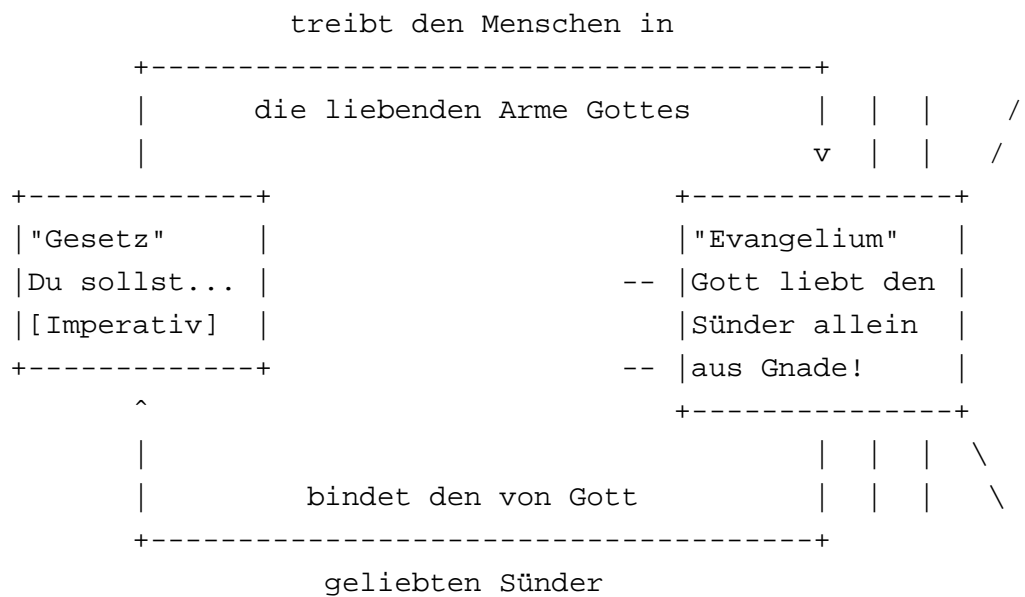 treibt den Menschen in
die liebenden Arme Gottes
"Gesetz"
Du sollst...
[Imperativ]
"Evangelium"
Gott liebt den
Sünder allein
aus Gnade!
bindet den von Gott
geliebten Sünder